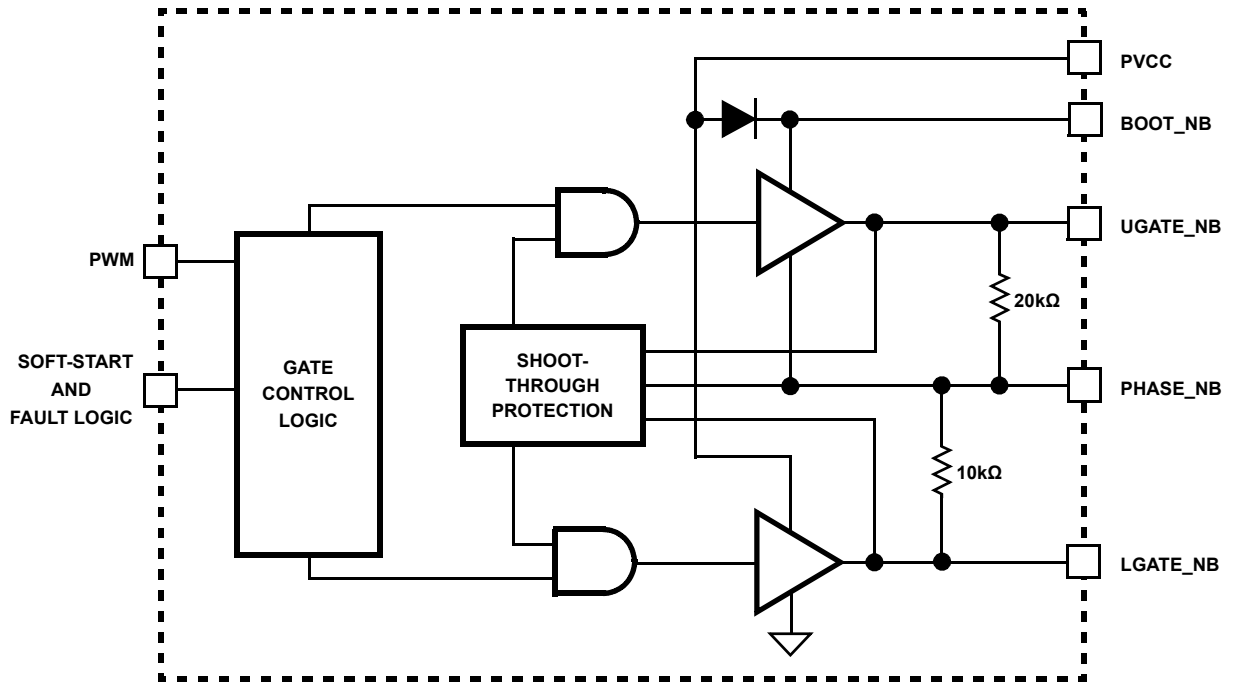 PVCC
BOOT_NB
UGATE_NB
PWM
20kΩ
SOFT-START
AND
FAULT LOGIC
GATE
CONTROL
LOGIC
SHOOT-
THROUGH
PROTECTION
PHASE_NB
10kΩ
LGATE_NB